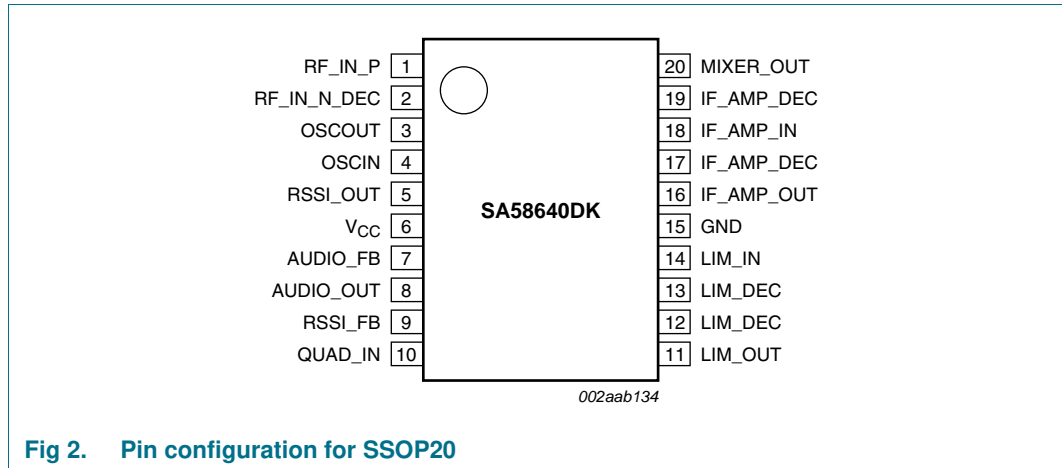 RF_IN_P 1 20 MIXER_OUT
RF_IN_N_DEC 2 19 IF_AMP_DEC
OSCOUT 3 18 IF_AMP_IN
OSCIN 4 17 IF_AMP_DEC
RSSI_OUT 5 16 IF_AMP_OUT
SA58640DK
VCC 6 15 GND
AUDIO_FB 7 14 LIM_IN
AUDIO_OUT 8 13 LIM_DEC
RSSI_FB 9 12 LIM_DEC
QUAD_IN 10 11 LIM_OUT
002aab134
Fig 2. Pin configuration for SSOP20